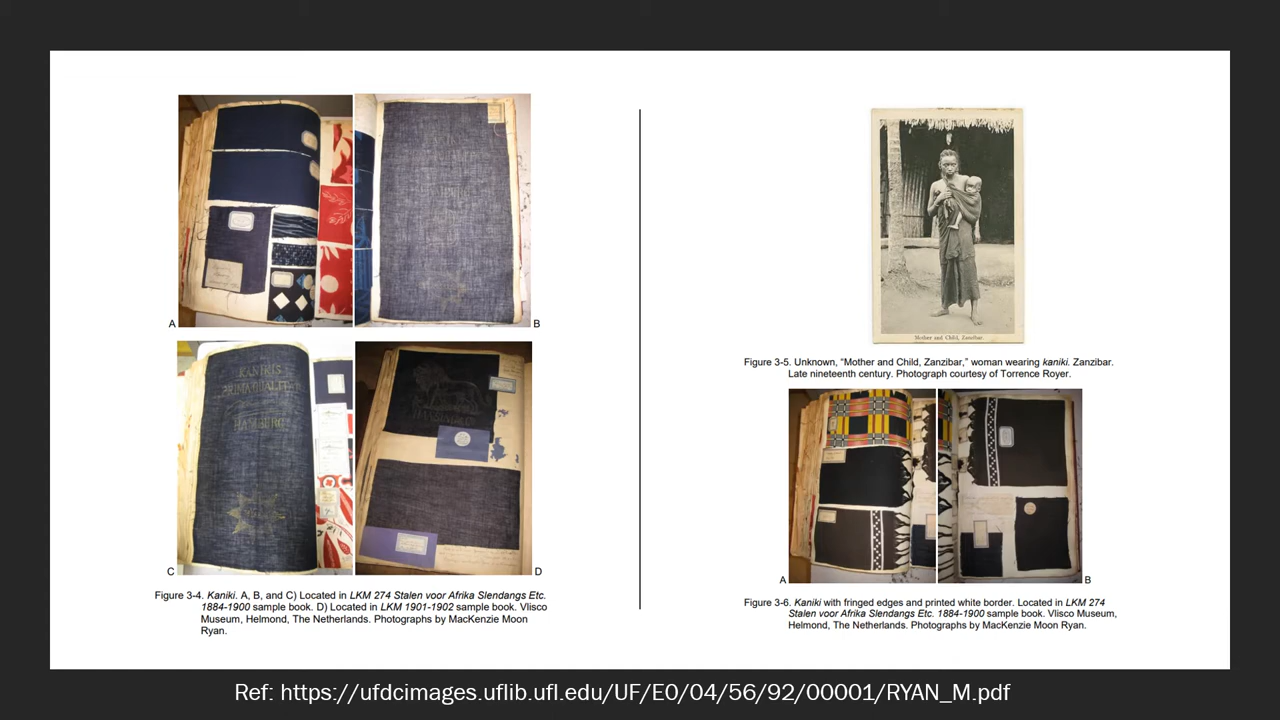 KANIKIS
PRIMA QUALITY
HAMBURG
A
B
C
D
Figure 3-4. Kaniki. A, B, and C) Located in LKM 274 Stalen voor Afrika Slendangs Etc.
1884-1900 sample book. D) Located in LKM 1901-1902 sample book. Vlisco
Museum, Helmond, The Netherlands. Photographs by MacKenzie Moon
Ryan.
Mother and Child, Zanzibar.
Figure 3-5. Unknown, “Mother and Child, Zanzibar,” woman wearing kaniki. Zanzibar.
Late nineteenth century. Photograph courtesy of Torrence Royer.
A
B
Figure 3-6. Kaniki with fringed edges and printed white border. Located in LKM 274
Stalen voor Afrika Slendangs Etc. 1884-1900 sample book. Vlisco Museum,
Helmond, The Netherlands. Photographs by MacKenzie Moon Ryan.
Ref: https://ufdcimages.uflib.ufl.edu/UF/E0/04/56/92/00001/RYAN_M.pdf